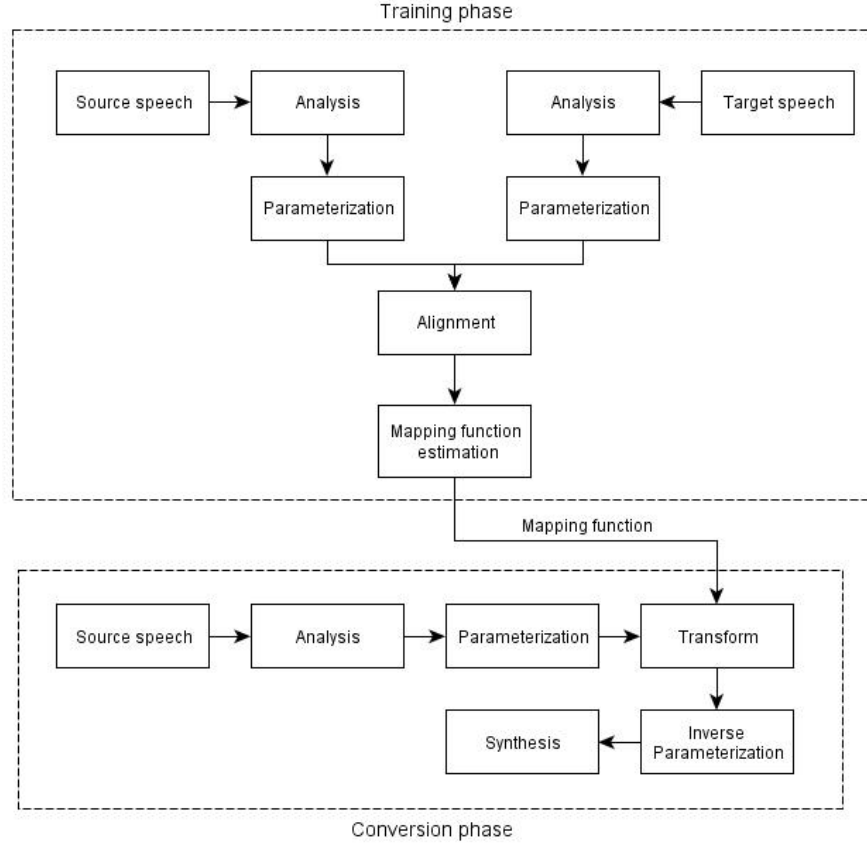 Training phase
Source speech
Analysis
Analysis
Target speech
Parameterization
Parameterization
Alignment
Mapping function
estimation
Mapping function
Source speech
Analysis
Parameterization
Transform
Synthesis
Inverse
Parameterization
Conversion phase